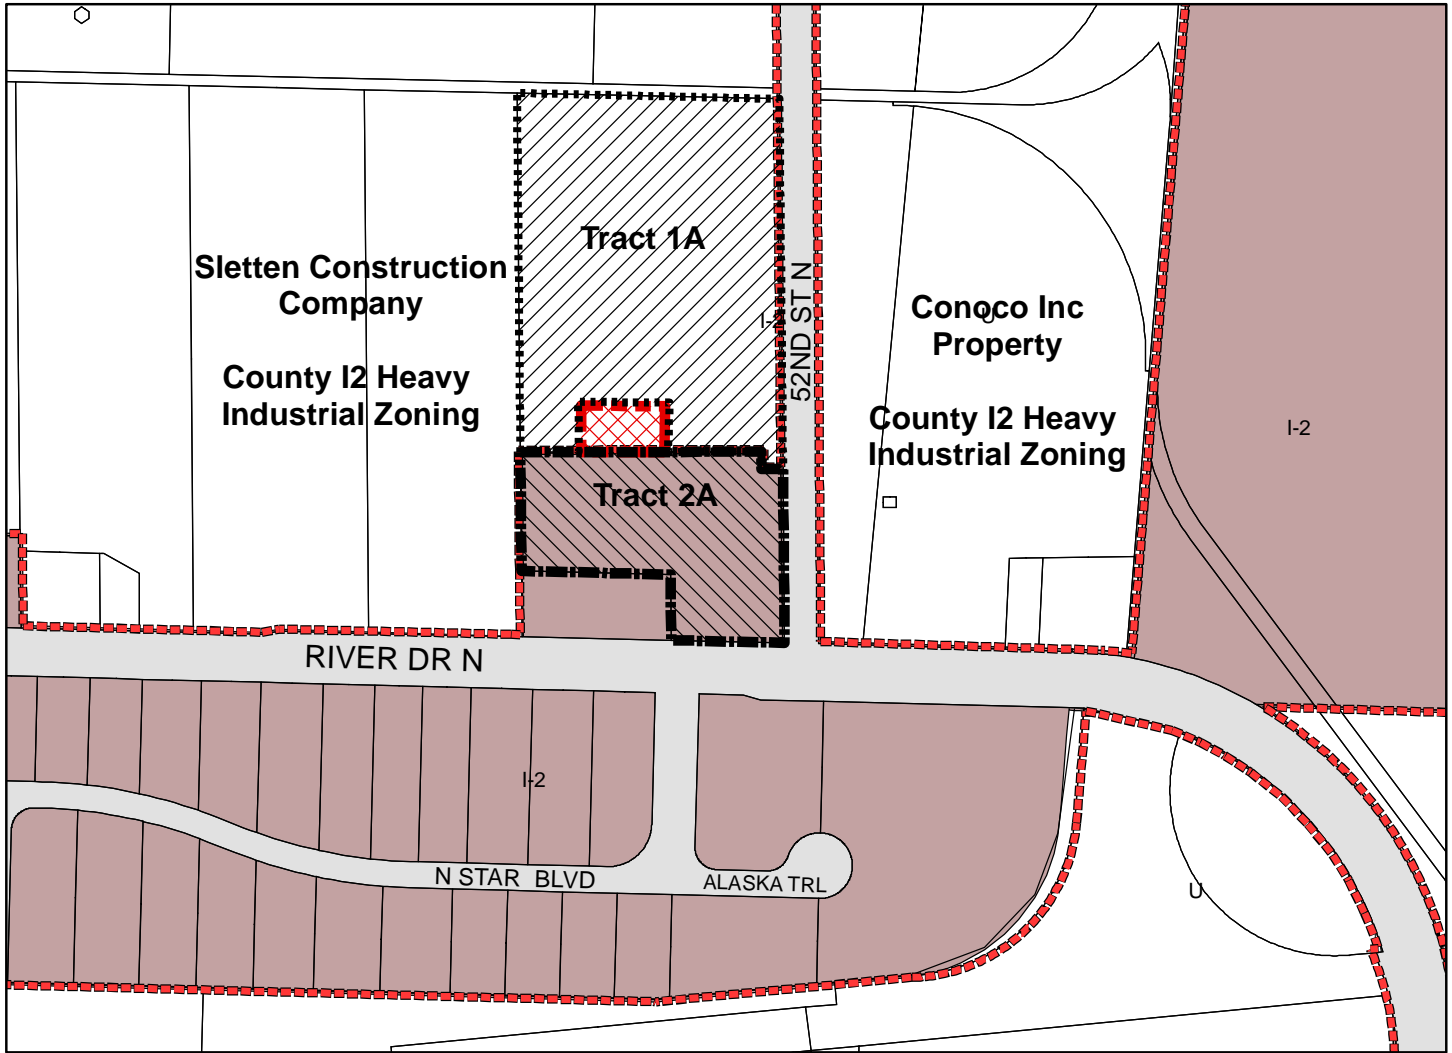 Tract 1A
Sletten Construction
Company
County I2 Heavy
Industrial Zoning
I-2
52ND ST N
Conoco Inc
Property
U
County I2 Heavy
Industrial Zoning
I-2
Tract 2A
RIVER DR N
I-2
N STAR BLVD
ALASKA TRL
U